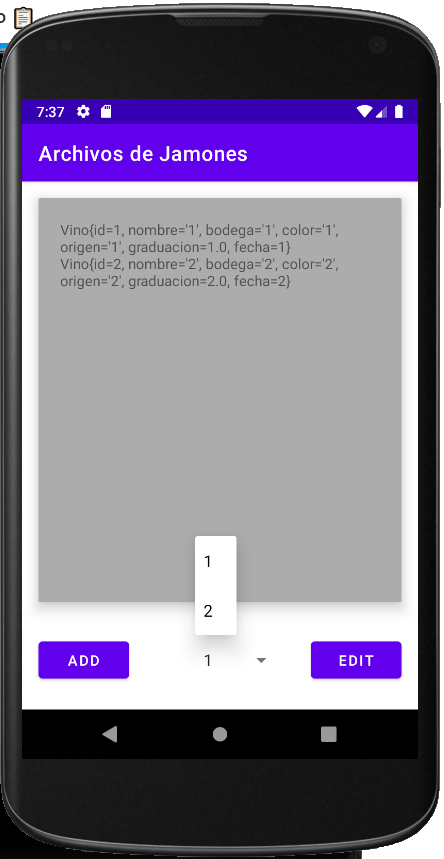 o
7:37
Archivos de Jamones
Vino{id=1, nombre='1', bodega='1', color='1',
origen='1', graduacion=1.0, fecha=1}
Vino{id=2, nombre='2', bodega='2', color='2',
origen='2', graduacion=2.0, fecha=2}
1
2
ADD
1
EDIT